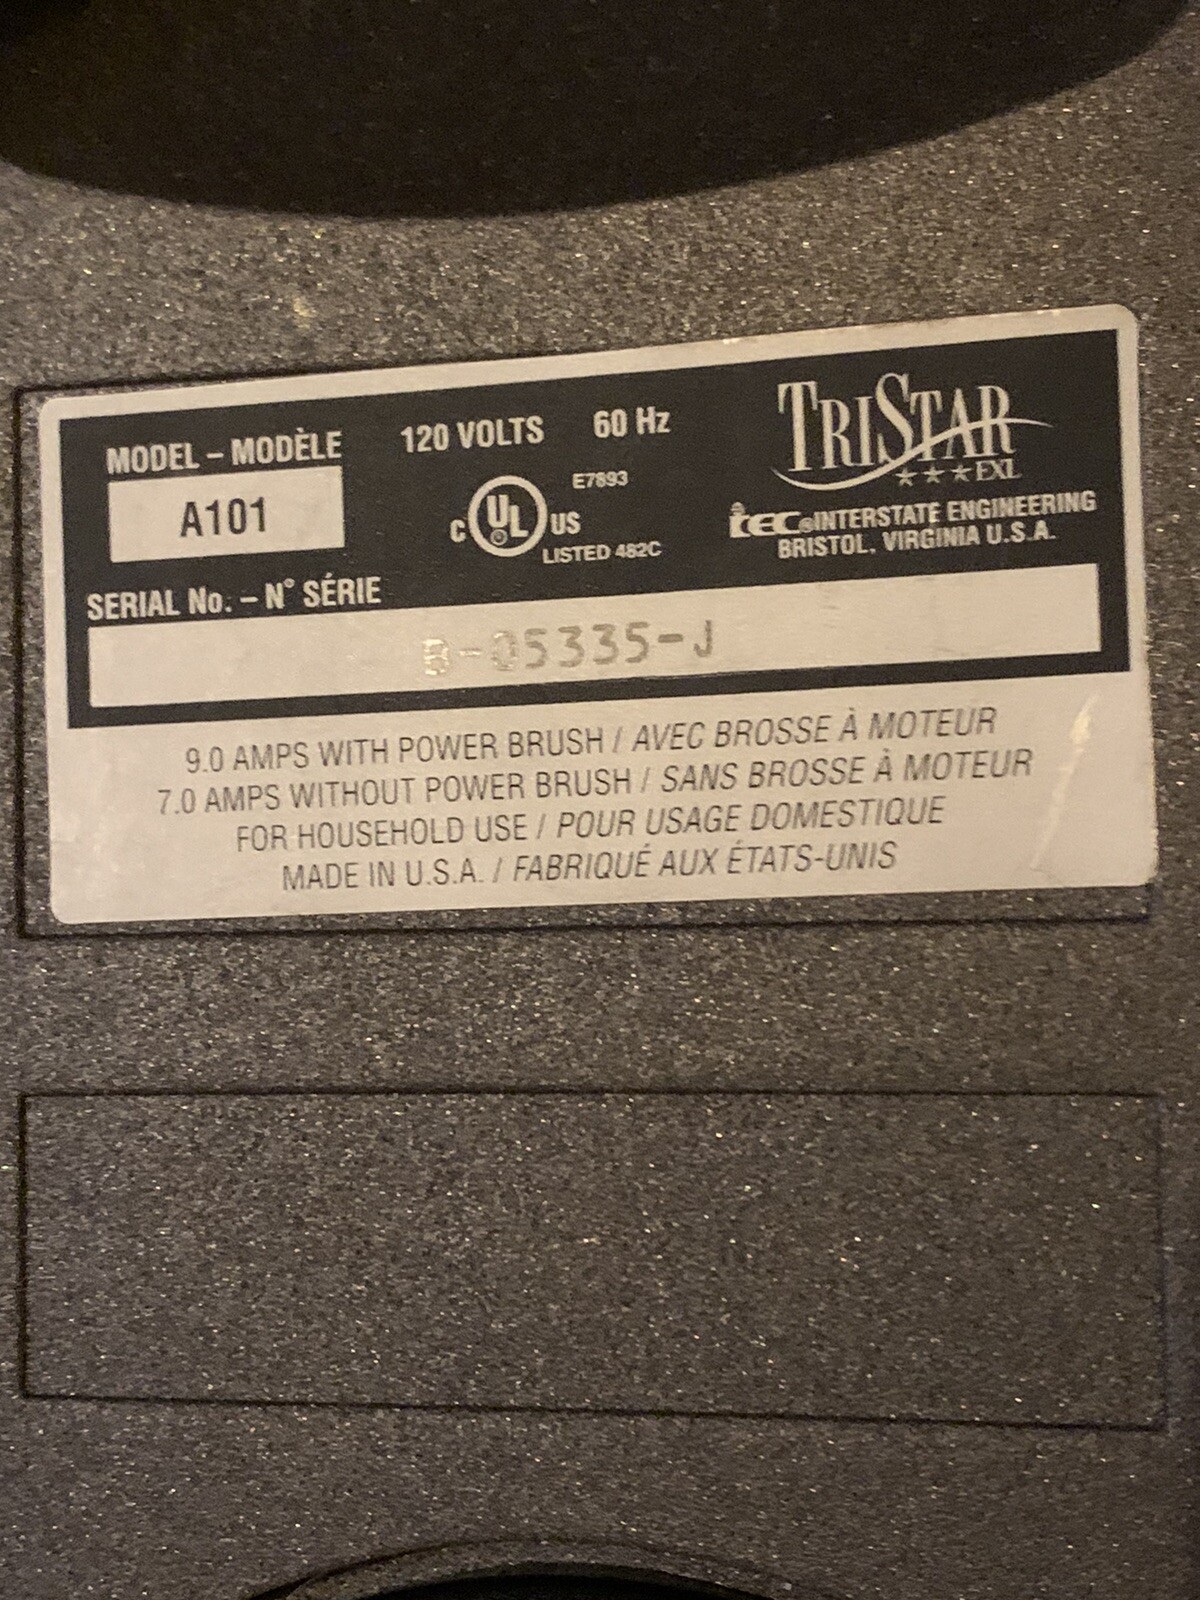 MODEL – MODÈLE 120 VOLTS 60 Hz
A101
E7893
C UL ® US
LISTED 482C
TRISTAR
★★★EXL
iEC® INTERSTATE ENGINEERING
BRISTOL, VIRGINIA U.S.A.
SERIAL No. – N° SÉRIE
B-05335-J
9.0 AMPS WITH POWER BRUSH / AVEC BROSSE À MOTEUR
7.0 AMPS WITHOUT POWER BRUSH / SANS BROSSE À MOTEUR
FOR HOUSEHOLD USE / POUR USAGE DOMESTIQUE
MADE IN U.S.A. / FABRIQUÉ AUX ÉTATS-UNIS